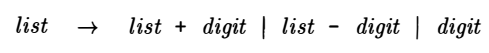 list → list + digit | list - digit | digit